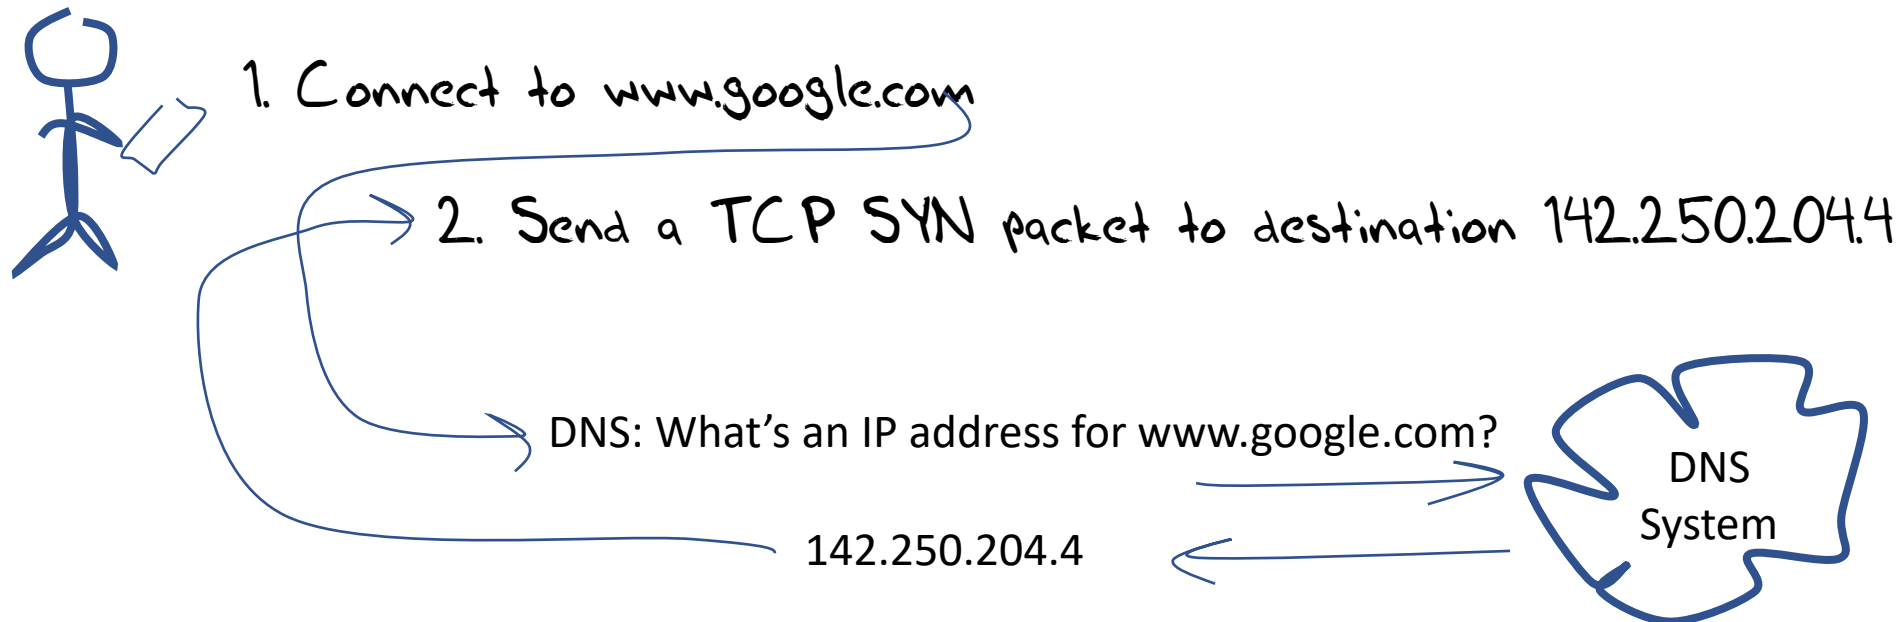 1. Connect to www.google.com
2. Send a TCP SYN packet to destination 142.250.204.4
DNS: What's an IP address for www.google.com?
DNS
System
142.250.204.4